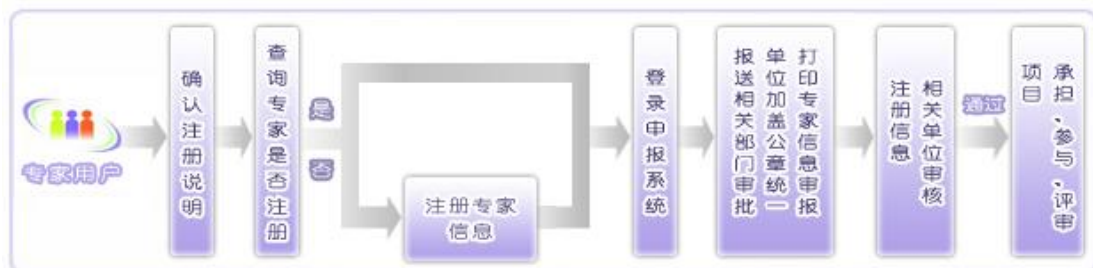 专家用户
确认注册说明
查询专家是否注册
是
否
注册专家
信息
登录申报系统
打印专家信息审报
单位加盖公章统一
报送相关部门审批
相关单位审核
注册信息
通过
承担、参与、评审
项目